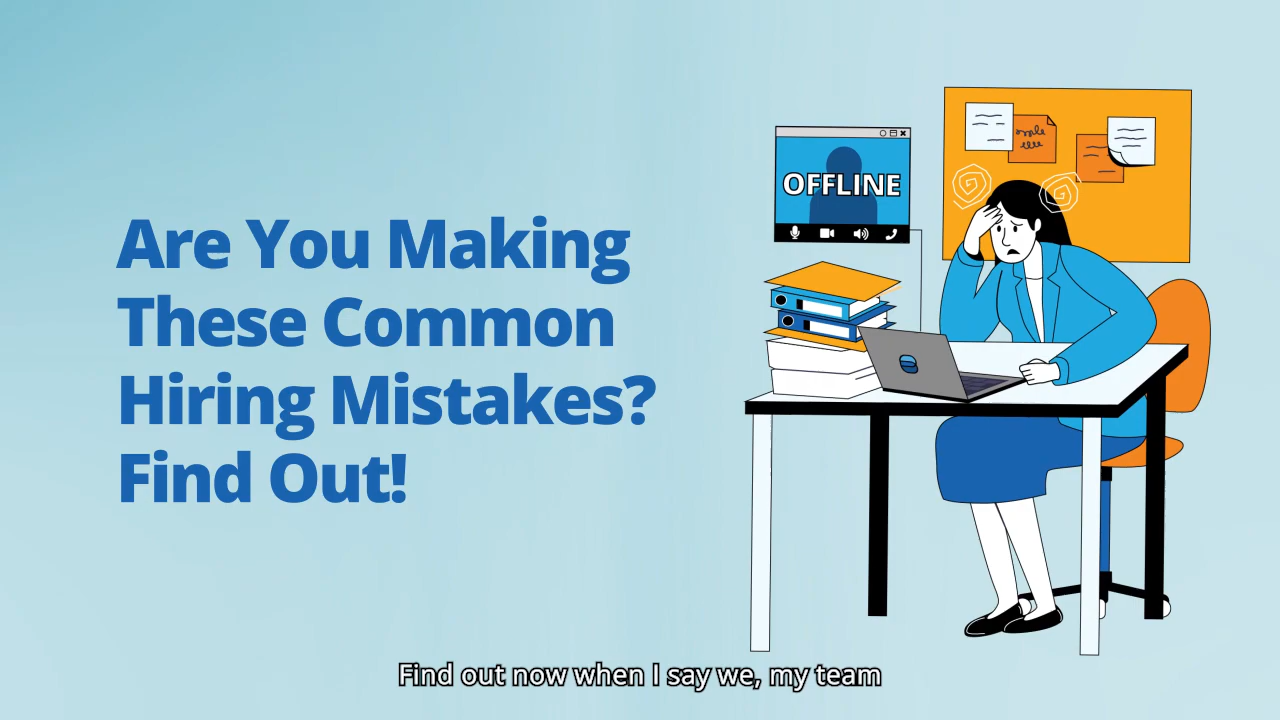 Are You Making
These Common
Hiring Mistakes?
Find Out!
OFFLINE
Find out now when I say we, my team